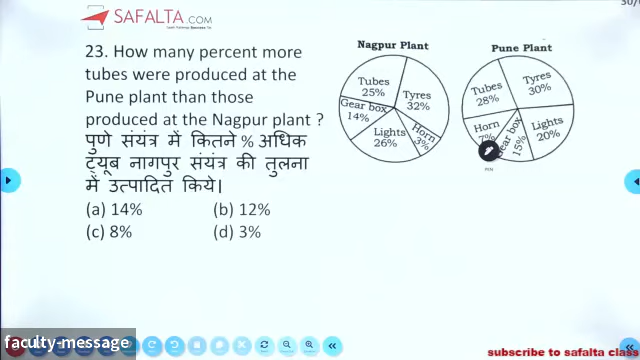 SAFALTA.COM
23. How many percent more
tubes were produced at the
Pune plant than those
produced at the Nagpur plant ?
पुणे संयंत्र में कितने % अधिक
ट्यूब नागपुर संयंत्र की तुलना
में उत्पादित किये।
(a) 14% (b) 12%
(c) 8% (d) 3%
Nagpur Plant
Tubes
25%
Tyres
32%
Gear box
14%
Lights
26%
Horn
3%
Pune Plant
Tubes
28%
Tyres
30%
Horn
7%
Gear box
15%
Lights
20%
faculty-message
subscribe to safalta class